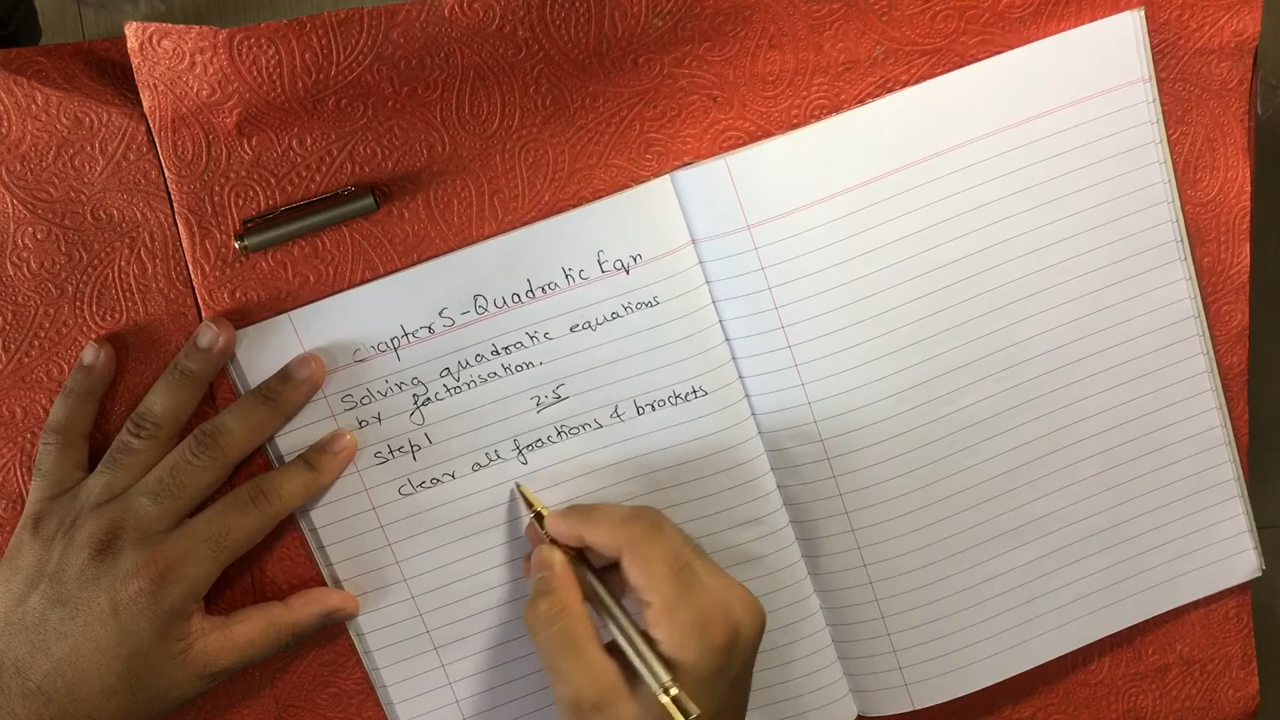 Chapter 5 - Quadratic Eqn
Solving quadratic equations
by factorisation.
2.5
step 1
clear all fractions & brackets